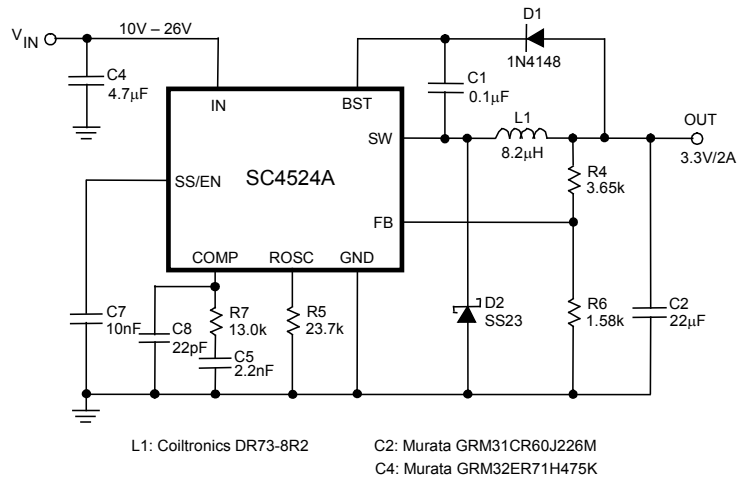 D1
V IN
10V – 26V
1N4148
C4
4.7µF
C1
0.1µF
IN
BST
L1
OUT
SW
8.2µH
3.3V/2A
SS/EN
SC4524A
R4
3.65k
FB
COMP
ROSC
GND
C7
10nF
C8
22pF
R7
13.0k
R5
23.7k
C5
2.2nF
D2
SS23
R6
1.58k
C2
22µF
L1: Coiltronics DR73-8R2
C2: Murata GRM31CR60J226M
C4: Murata GRM32ER71H475K